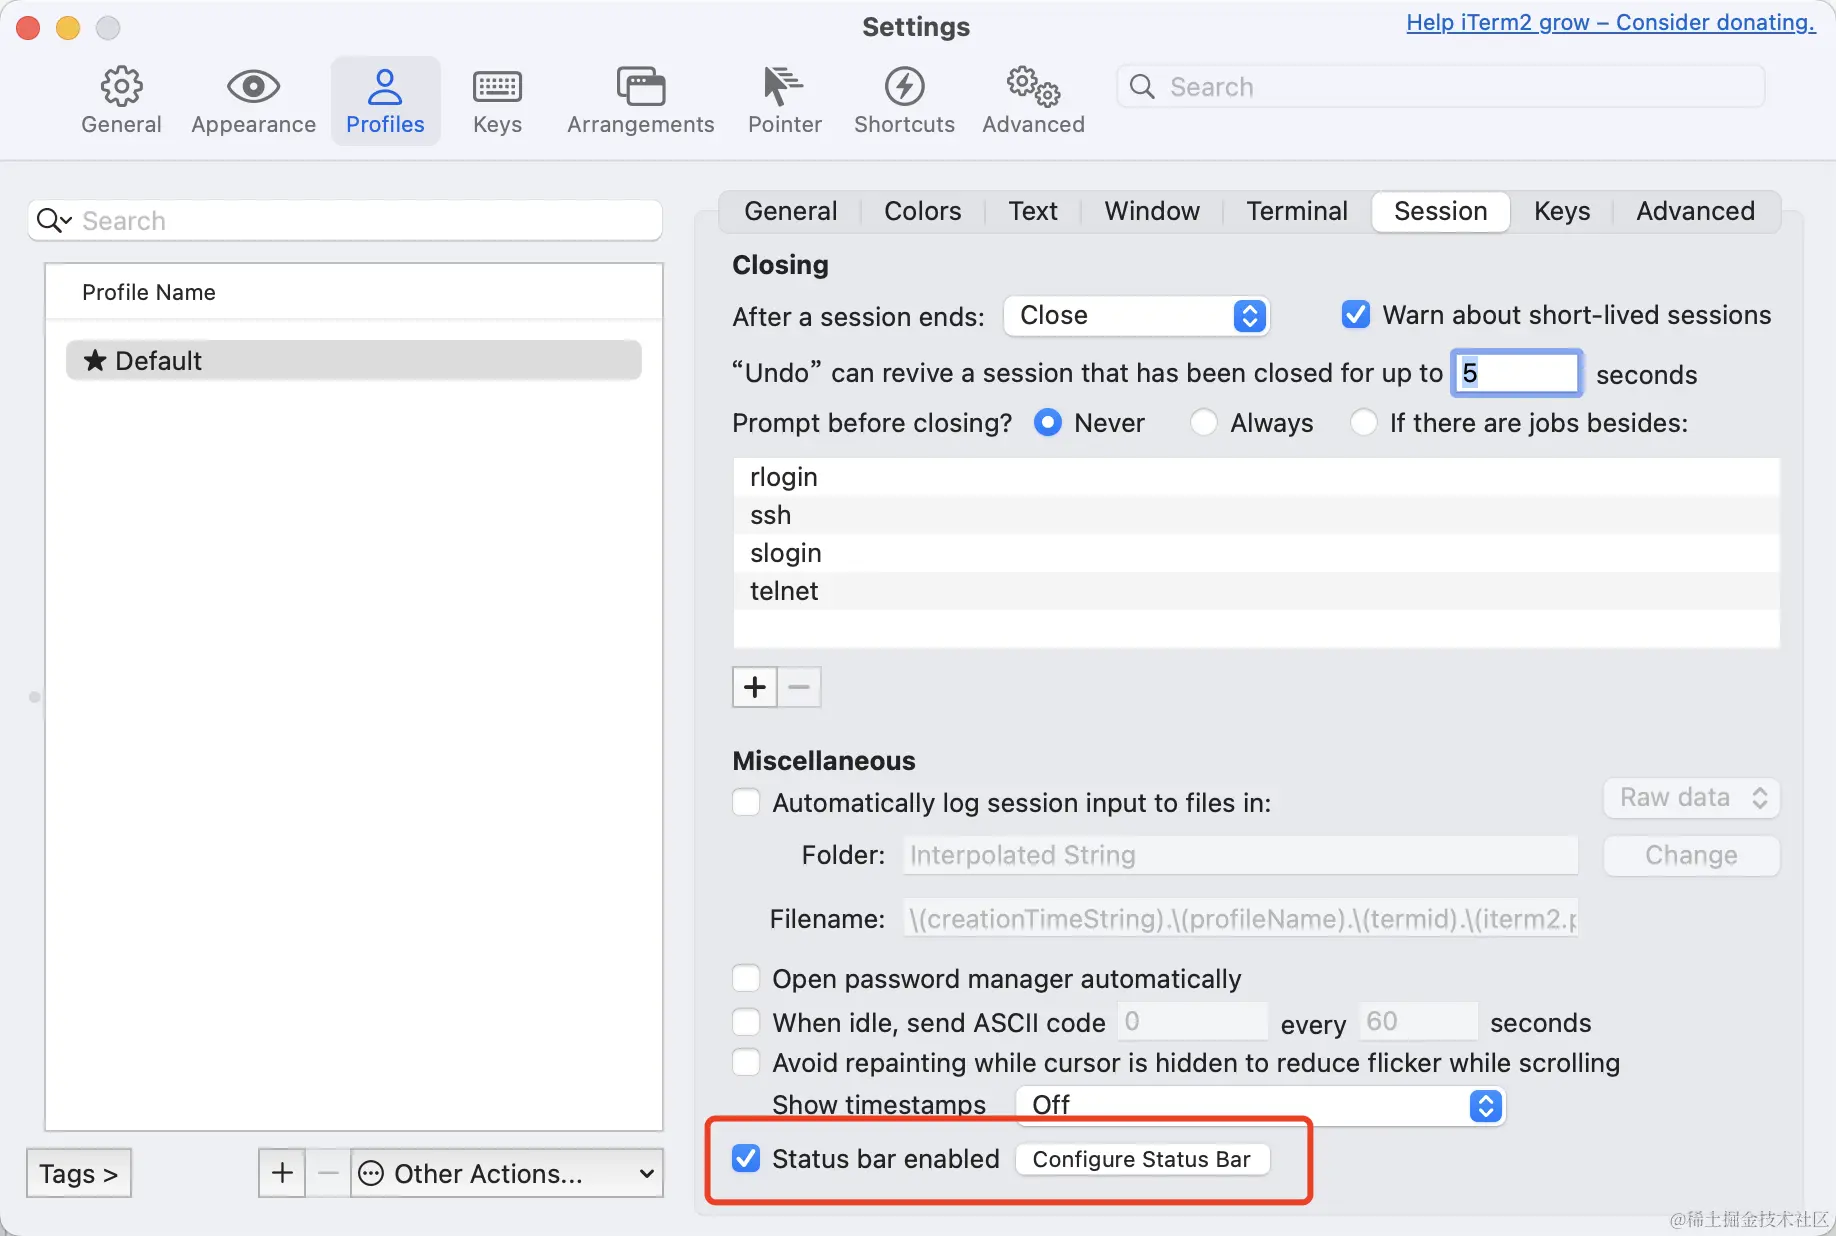 Settings
Help iTerm2 grow – Consider donating.
General
Appearance
Profiles
Keys
Arrangements
Pointer
Shortcuts
Advanced
Search
Search
Profile Name
★ Default
Tags >
Other Actions...
General
Colors
Text
Window
Terminal
Session
Keys
Advanced
Closing
After a session ends: Close
Warn about short-lived sessions
“Undo” can revive a session that has been closed for up to 5 seconds
Prompt before closing? Never Always If there are jobs besides:
rlogin
ssh
slogin
telnet
Miscellaneous
Automatically log session input to files in: Raw data
Folder: Interpolated String Change
Filename: \(creationTimeString).\(profileName).\(termid).\(iterm2.p
Open password manager automatically
When idle, send ASCII code 0 every 60 seconds
Avoid repainting while cursor is hidden to reduce flicker while scrolling
Show timestamps Off
Status bar enabled Configure Status Bar
@稀土掘金技术社区